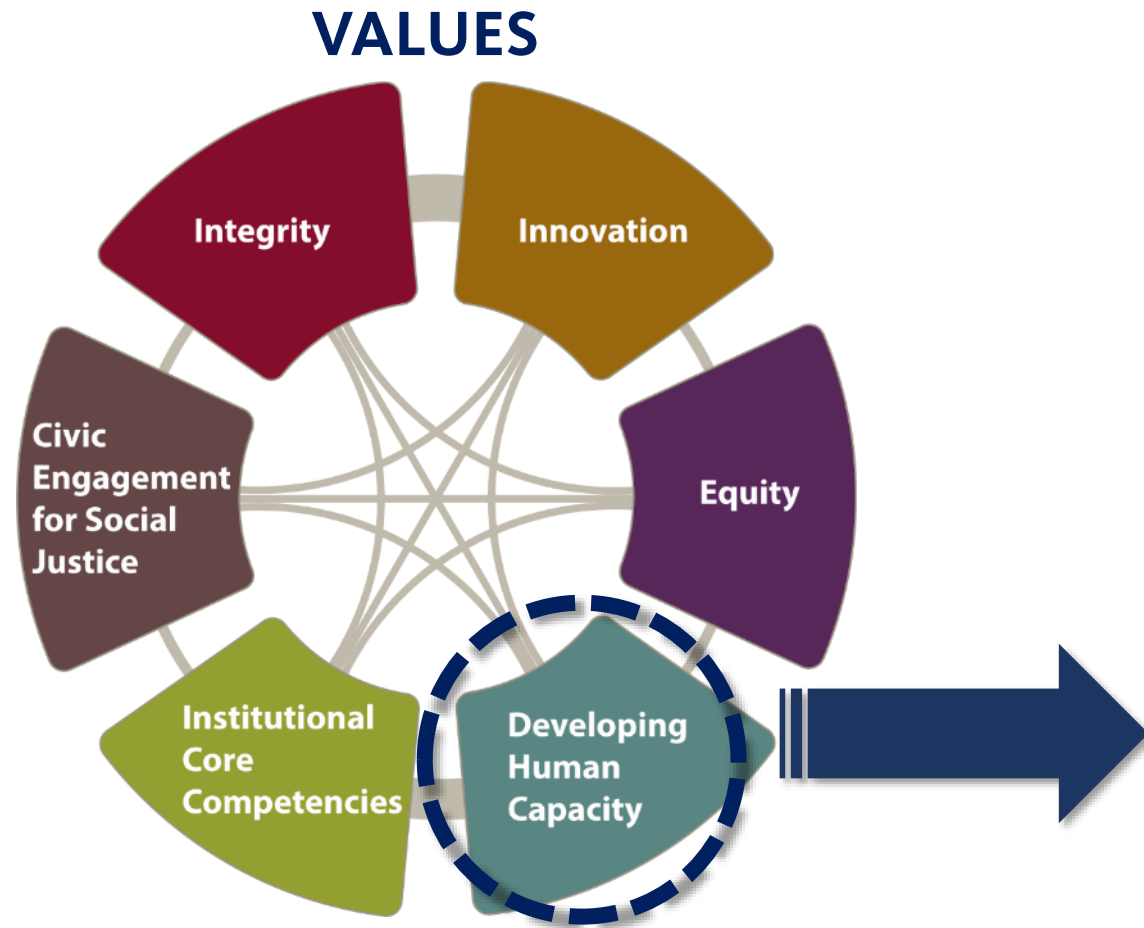 VALUES
Integrity
Innovation
Civic
Engagement
for Social
Justice
Equity
Institutional
Core
Competencies
Developing
Human
Capacity